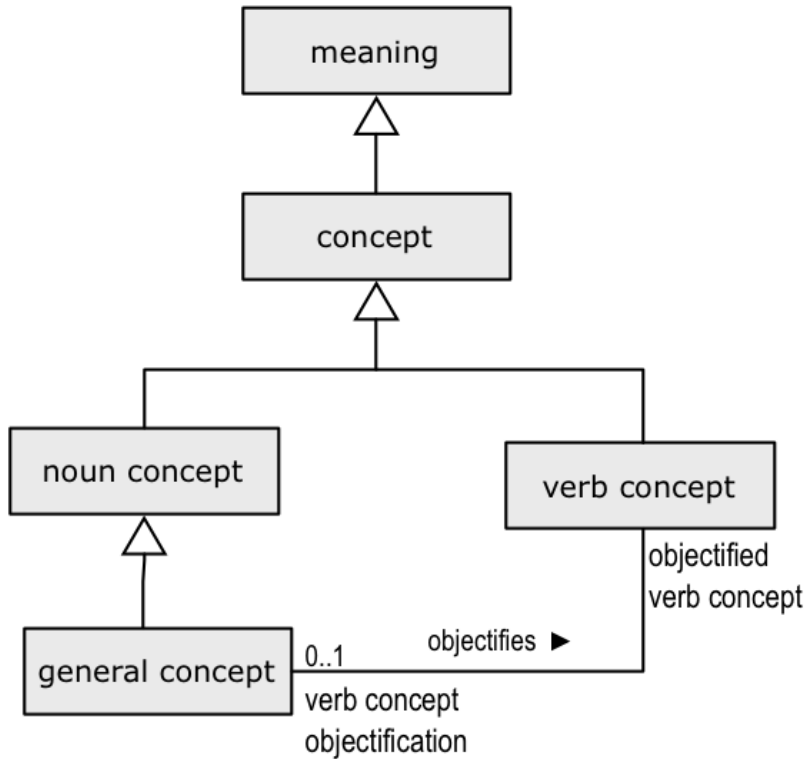 meaning
concept
noun concept
verb concept
objectified
verb concept
general concept
0..1
objectifies ►
verb concept
objectification